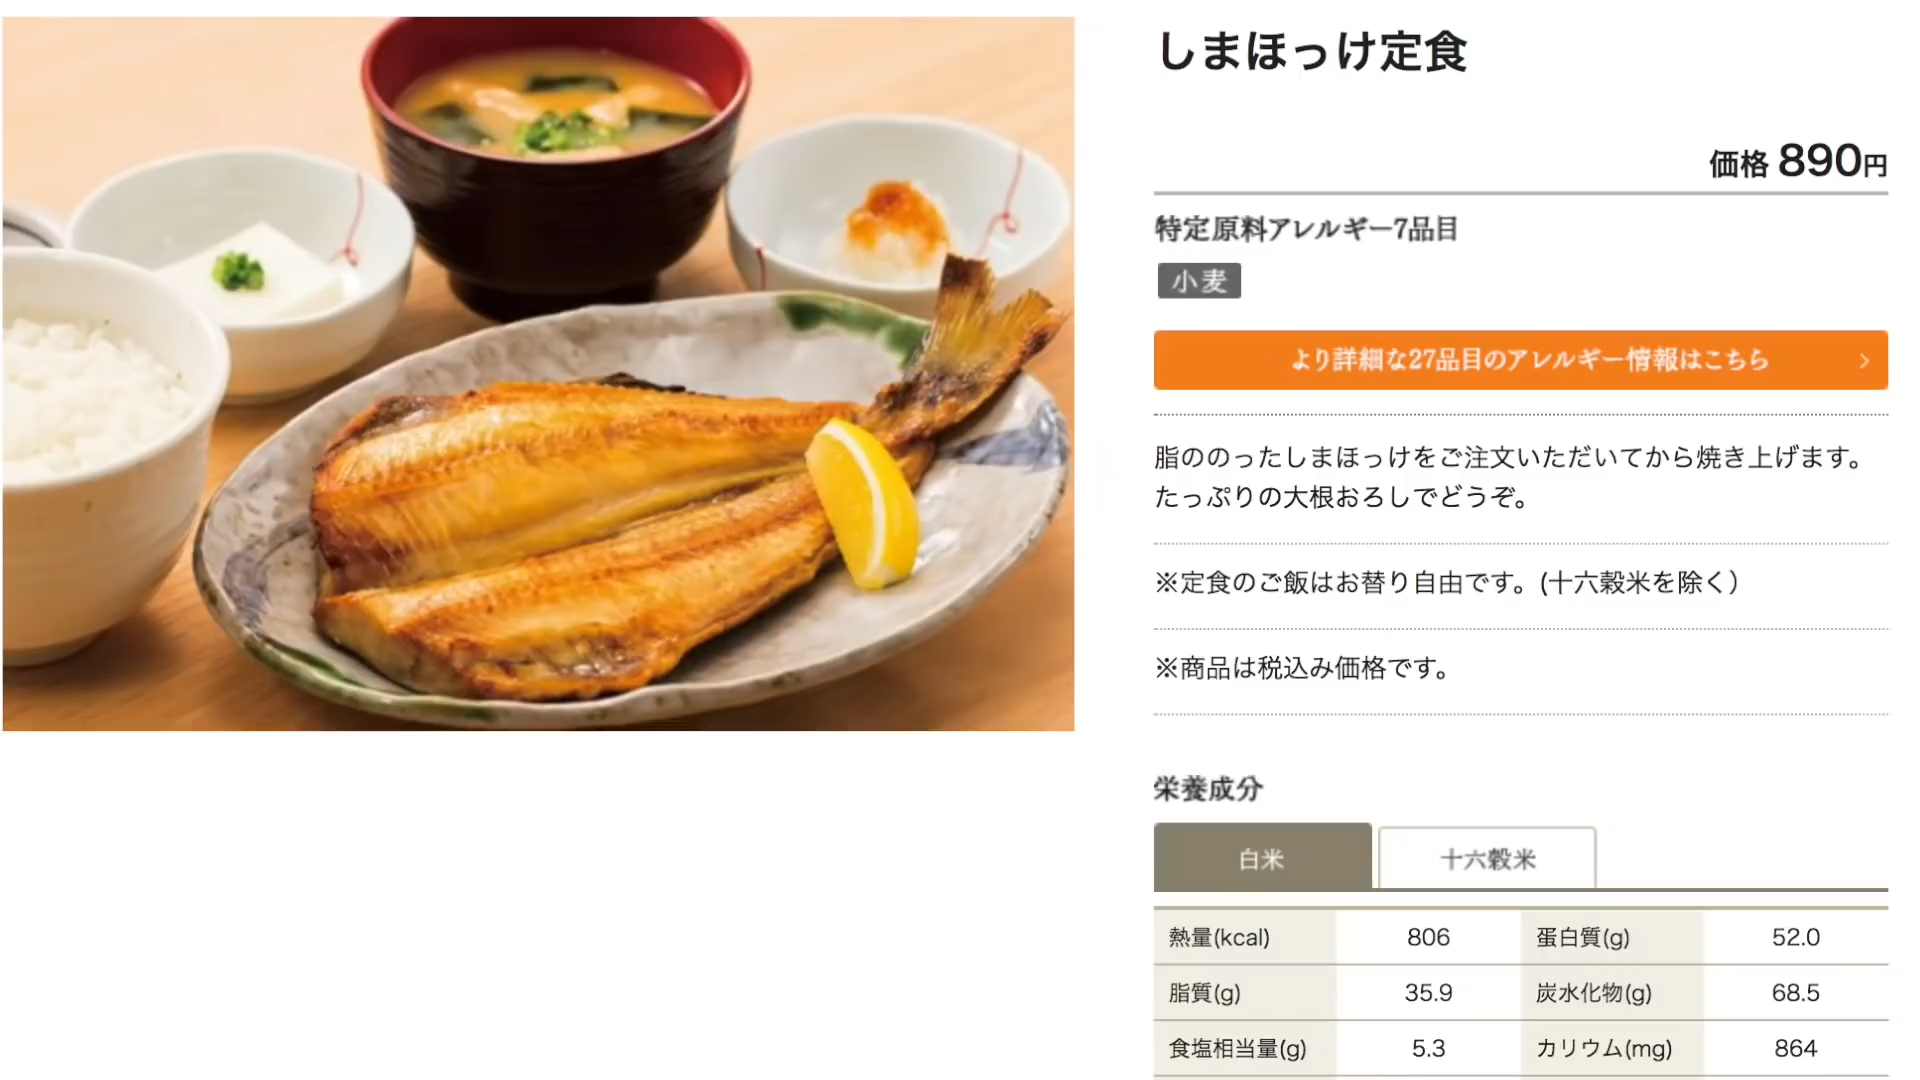 しまほっけ定食
価格 890円
特定原料アレルギー7品目
小麦
より詳細な27品目のアレルギー情報はこちら
脂ののったしまほっけをご注文いただいてから焼き上げます。
たっぷりの大根おろしでどうぞ。
※定食のご飯はお替り自由です。(十六穀米を除く）
※商品は税込み価格です。
栄養成分
白米 十六穀米
熱量(kcal) 806 蛋白質(g) 52.0
脂質(g) 35.9 炭水化物(g) 68.5
食塩相当量(g) 5.3 カリウム(mg) 864